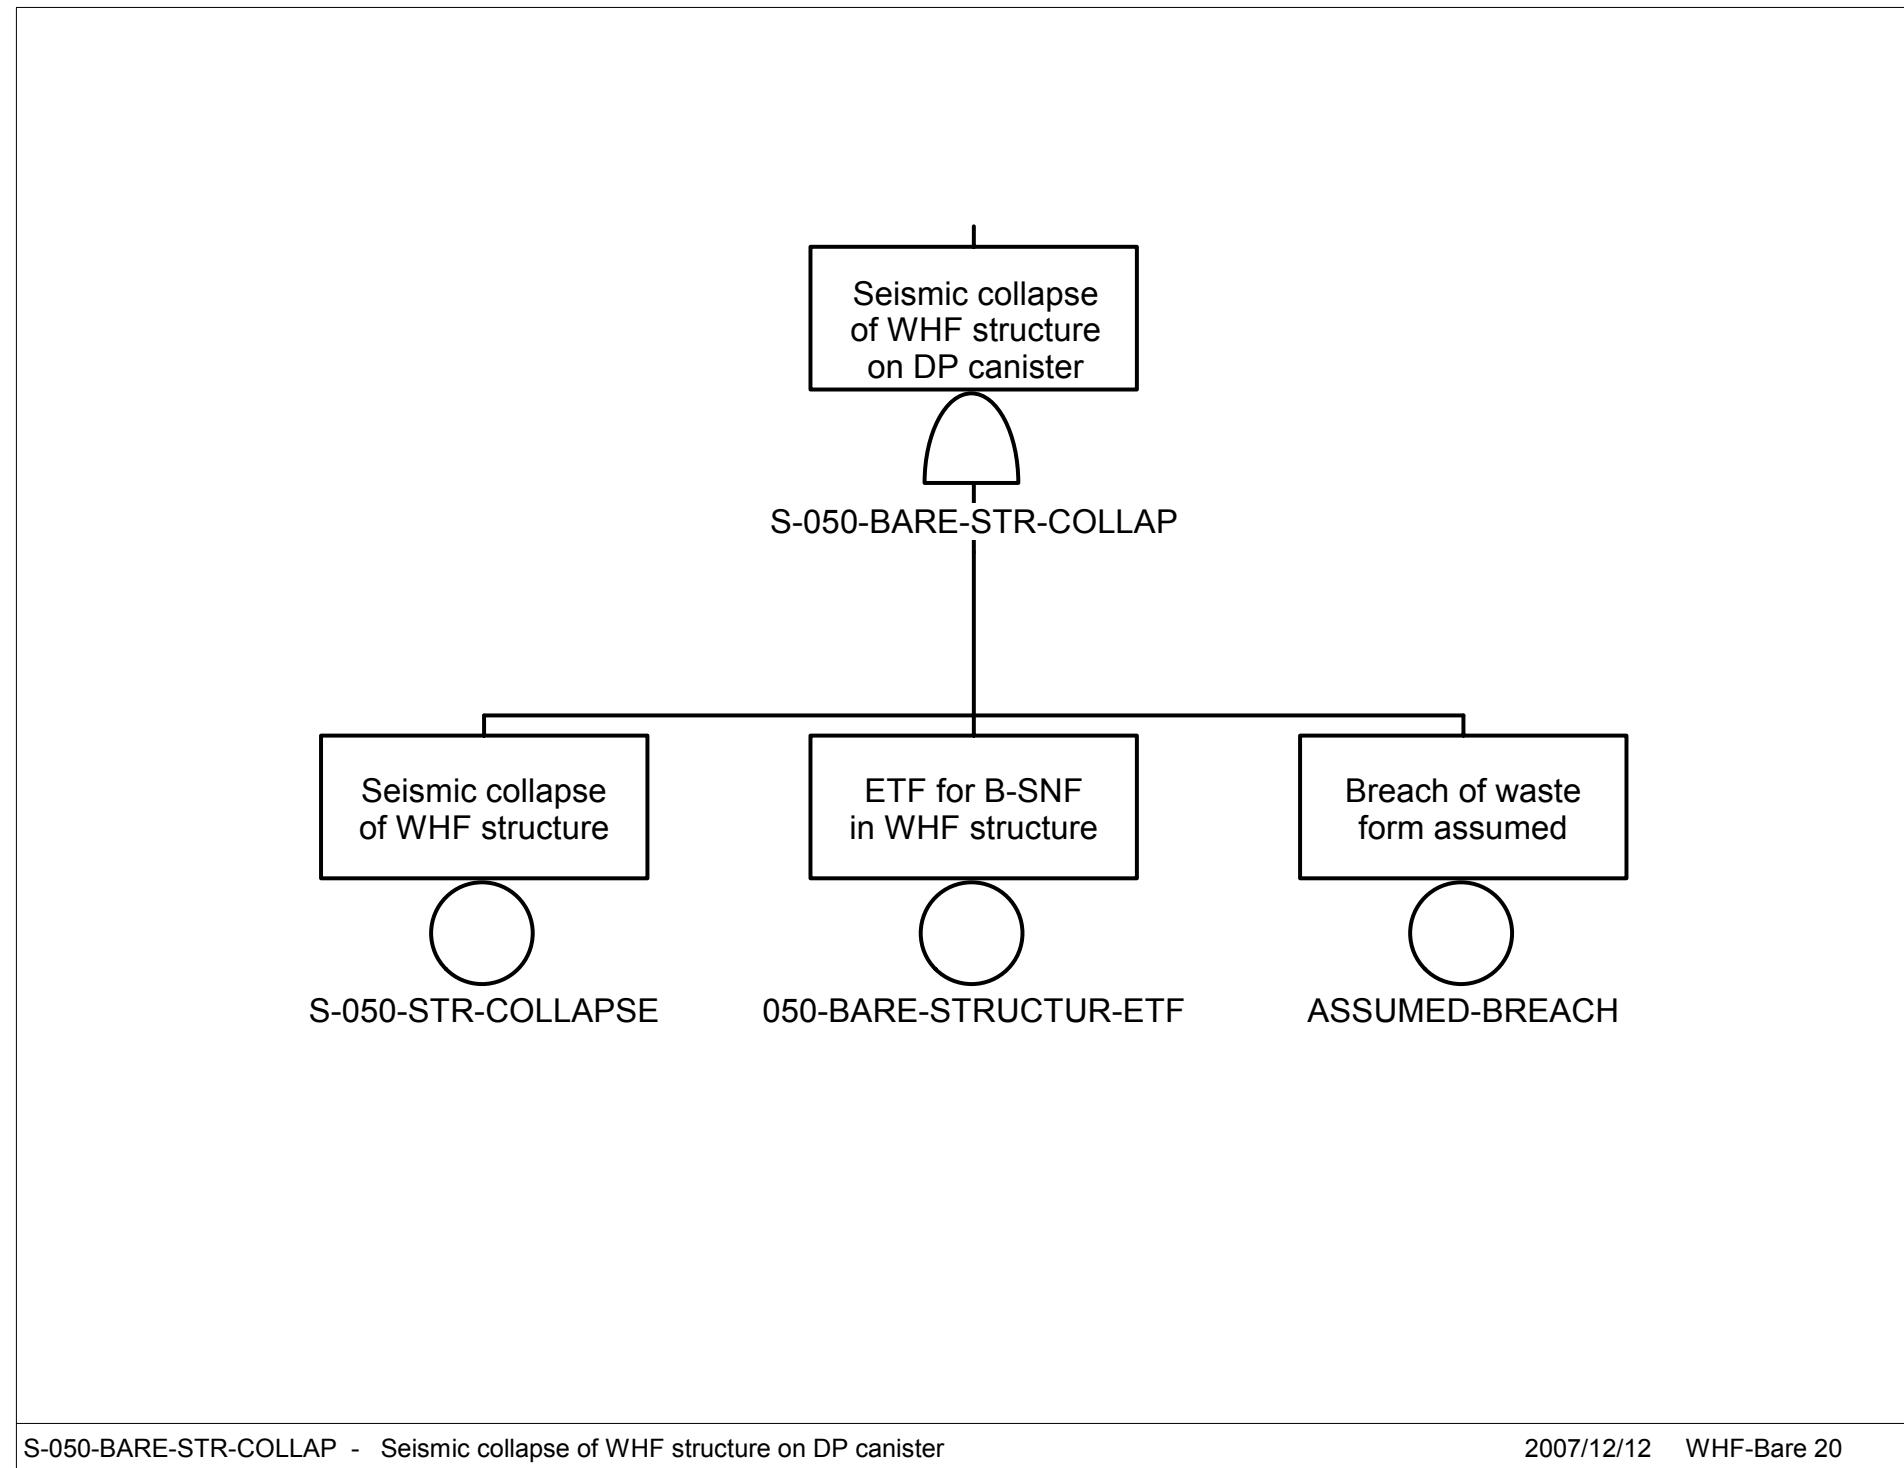 Seismic collapse
of WHF structure
on DP canister
S-050-BARE-STR-COLLAP
Seismic collapse
of WHF structure
ETF for B-SNF
in WHF structure
Breach of waste
form assumed
S-050-STR-COLLAPSE
050-BARE-STRUCTUR-ETF
ASSUMED-BREACH
S-050-BARE-STR-COLLAP - Seismic collapse of WHF structure on DP canister
2007/12/12 WHF-Bare 20